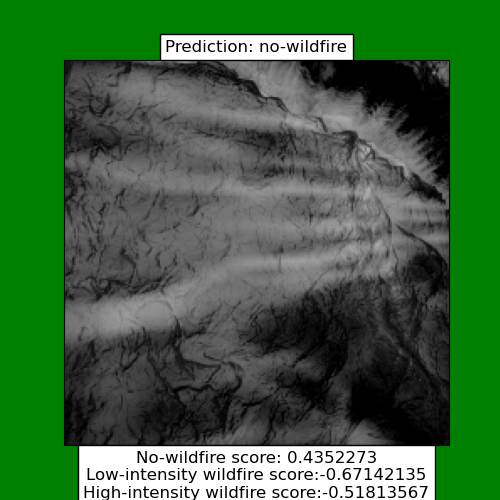 Prediction: no-wildfire
No-wildfire score: 0.4352273
Low-intensity wildfire score:-0.67142135
High-intensity wildfire score:-0.51813567